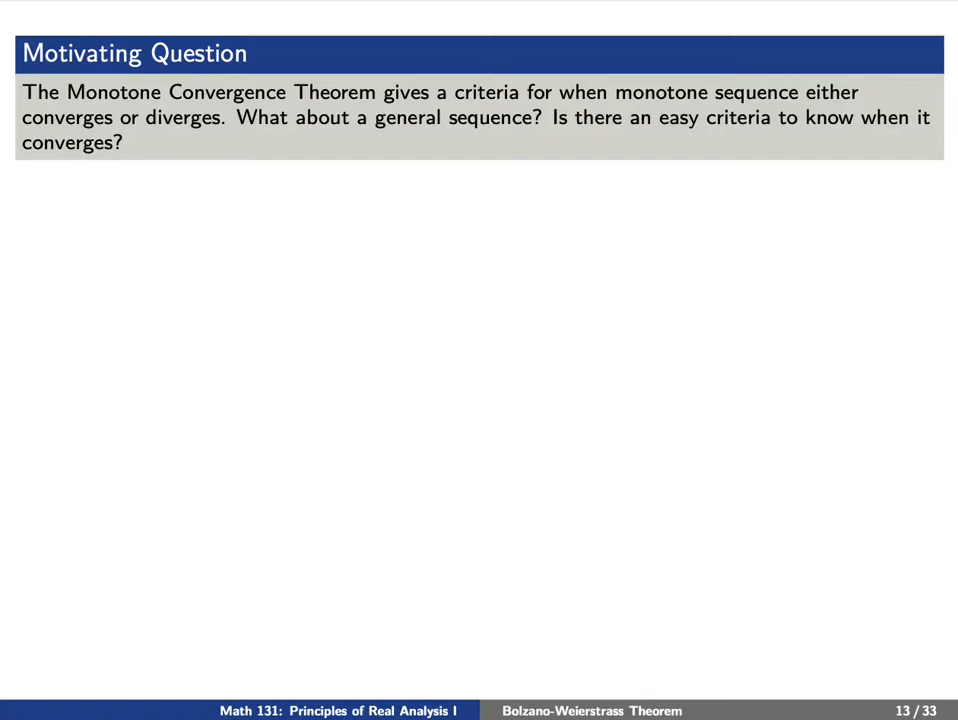 Motivating Question
The Monotone Convergence Theorem gives a criteria for when monotone sequence either
converges or diverges. What about a general sequence? Is there an easy criteria to know when it
converges?
Math 131: Principles of Real Analysis I Bolzano-Weierstrass Theorem 13 / 33